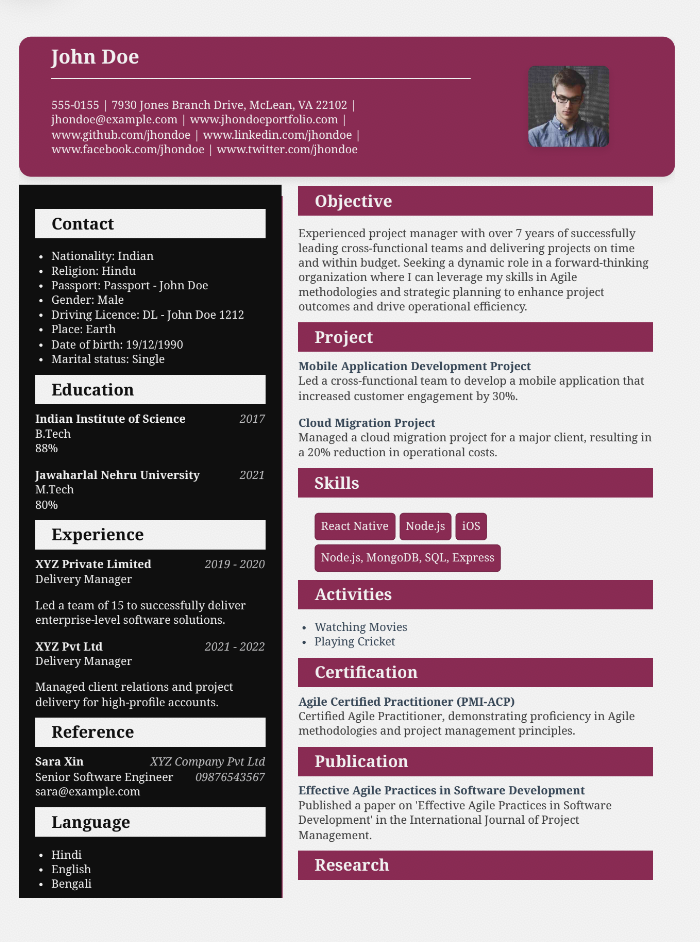 John Doe
555-0155 | 7930 Jones Branch Drive, McLean, VA 22102 |
jhondoe@example.com | www.jhondoeportfolio.com |
www.github.com/jhondoe | www.linkedin.com/jhondoe |
www.facebook.com/jhondoe | www.twitter.com/jhondoe
Contact
• Nationality: Indian
• Religion: Hindu
• Passport: Passport - John Doe
• Gender: Male
• Driving Licence: DL - John Doe 1212
• Place: Earth
• Date of birth: 19/12/1990
• Marital status: Single
Education
Indian Institute of Science 2017
B.Tech
88%
Jawaharlal Nehru University 2021
M.Tech
80%
Experience
XYZ Private Limited 2019 - 2020
Delivery Manager
Led a team of 15 to successfully deliver
enterprise-level software solutions.
XYZ Pvt Ltd 2021 - 2022
Delivery Manager
Managed client relations and project
delivery for high-profile accounts.
Reference
Sara Xin XYZ Company Pvt Ltd
Senior Software Engineer 09876543567
sara@example.com
Language
• Hindi
• English
• Bengali
Objective
Experienced project manager with over 7 years of successfully
leading cross-functional teams and delivering projects on time
and within budget. Seeking a dynamic role in a forward-thinking
organization where I can leverage my skills in Agile
methodologies and strategic planning to enhance project
outcomes and drive operational efficiency.
Project
Mobile Application Development Project
Led a cross-functional team to develop a mobile application that
increased customer engagement by 30%.
Cloud Migration Project
Managed a cloud migration project for a major client, resulting in
a 20% reduction in operational costs.
Skills
React Native Node.js iOS
Node.js, MongoDB, SQL, Express
Activities
• Watching Movies
• Playing Cricket
Certification
Agile Certified Practitioner (PMI-ACP)
Certified Agile Practitioner, demonstrating proficiency in Agile
methodologies and project management principles.
Publication
Effective Agile Practices in Software Development
Published a paper on 'Effective Agile Practices in Software
Development' in the International Journal of Project
Management.
Research